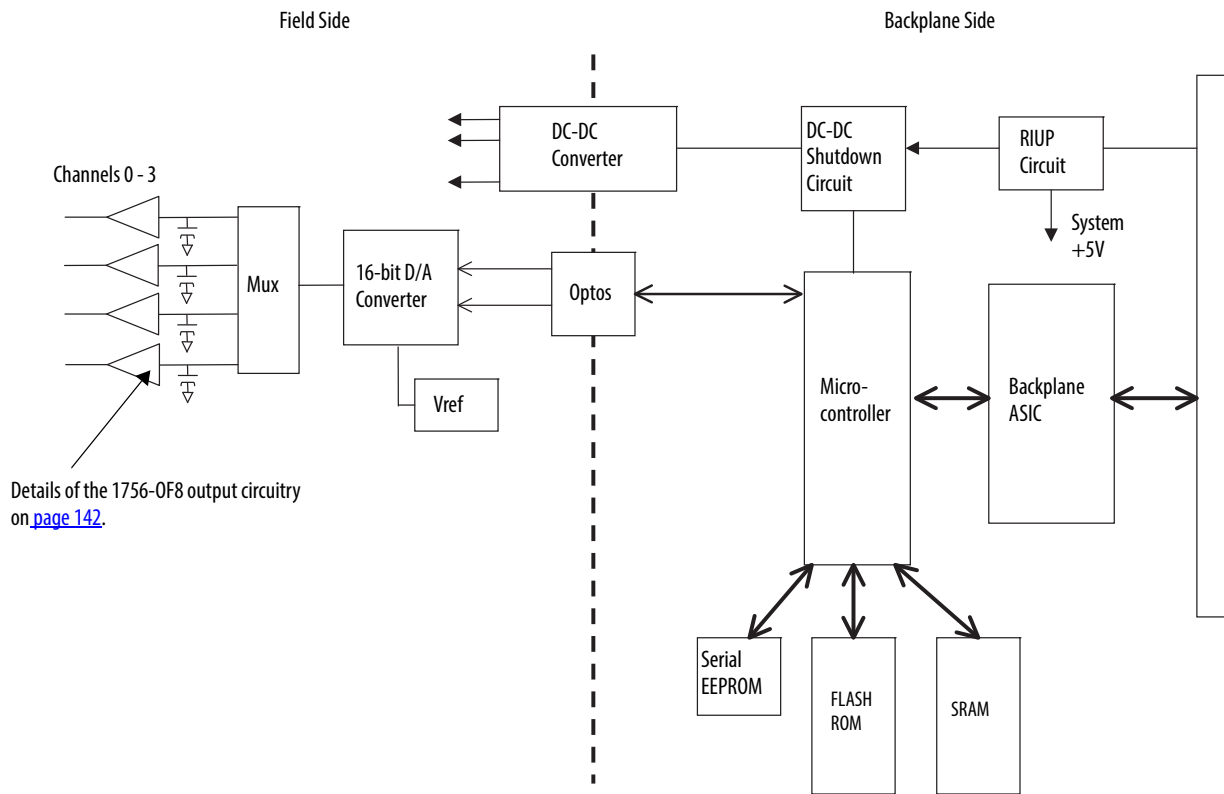 Field Side
Backplane Side
DC-DC
Converter
DC-DC
Shutdown
Circuit
RIUP
Circuit
System
+5V
Channels 0 - 3
Mux
16-bit D/A
Converter
Optos
Vref
Micro-
controller
Backplane
ASIC
Details of the 1756-OF8 output circuitry
on page 142.
Serial
EEPROM
FLASH
ROM
SRAM